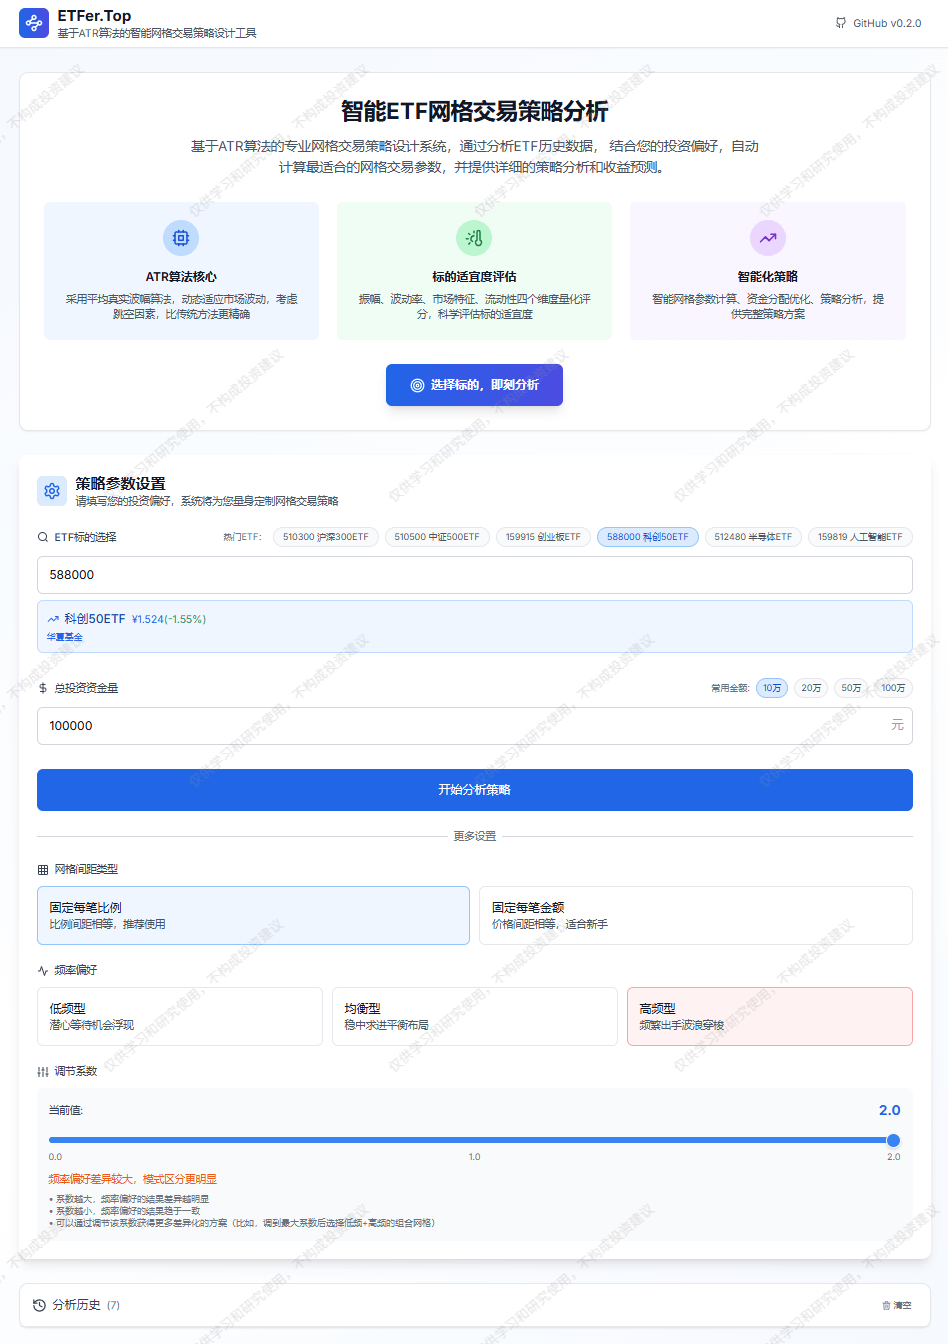 ETFer.Top
基于ATR算法的智能网格交易策略设计工具
GitHub v0.2.0
智能ETF网格交易策略分析
基于ATR算法的专业网格交易策略设计系统，通过分析ETF历史数据， 结合您的投资偏好，自动
计算最适合的网格交易参数，并提供详细的策略分析和收益预测。
ATR算法核心
采用平均真实波幅算法，动态适应市场波动，考虑
跳空因素，比传统方法更精确
标的适宜度评估
振幅、波动率、市场特征、流动性四个维度量化评
分，科学评估标的适宜度
智能化策略
智能网格参数计算、资金分配优化、策略分析，提
供完整策略方案
选择标的，即刻分析
策略参数设置
请填写您的投资偏好，系统将为您量身定制网格交易策略
ETF标的选择
热门ETF:
510300 沪深300ETF
510500 中证500ETF
159915 创业板ETF
588000 科创50ETF
512480 半导体ETF
159819 人工智能ETF
588000
科创50ETF ¥1.524(-1.55%)
华夏基金
总投资资金量
常用金额:
10万
20万
50万
100万
100000
元
开始分析策略
更多设置
网格间距类型
固定每笔比例
比例间距相等，推荐使用
固定每笔金额
价格间距相等，适合新手
频率偏好
低频型
潜心等待机会浮现
均衡型
稳中求进平衡布局
高频型
频繁出手波浪穿梭
调节系数
当前值:
2.0
0.0
1.0
2.0
频率偏好差异较大，模式区分更明显
• 系数越大，频率偏好的结果差异越明显
• 系数越小，频率偏好的结果趋于一致
• 可以通过调节该系数获得更多差异化的方案（比如，调到最大系数后选择低频+高频的组合网格）
分析历史 (7)
清空
仅供学习和研究使用，不构成投资建议